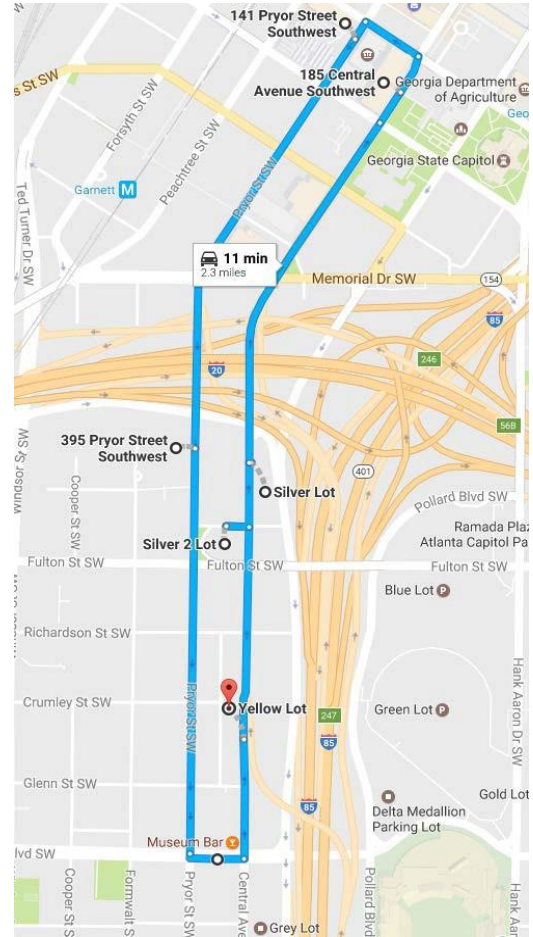 141 Pryor Street
Southwest
185 Central
Avenue Southwest
Georgia Department
of Agriculture
s St SW
Forsyth St SW
Peachtree St SW
Georgia State Capitol
Garnett M
Ted Turner Dr SW
Pryor St SW
11 min
2.3 miles
Memorial Dr SW
154
85
20
246
56B
395 Pryor Street
Southwest
Windsor St SW
Cooper St SW
401
Silver Lot
Pollard Blvd SW
Silver 2 Lot
Ramada Plaz
Atlanta Capitol Pa
Fulton St SW
Fulton St SW
Fulton St SW
Blue Lot P
Richardson St SW
Hank Aaron Dr SW
Crumley St SW
Pryor St SW
Yellow Lot
247
85
Green Lot P
Glenn St SW
85
Gold Lot
Delta Medallion
Parking Lot
Museum Bar
lvd SW
Cooper St
Formwalt St
Pryor St SW
Central Ave
Grey Lot
Pollard Blvd
Hank Aar